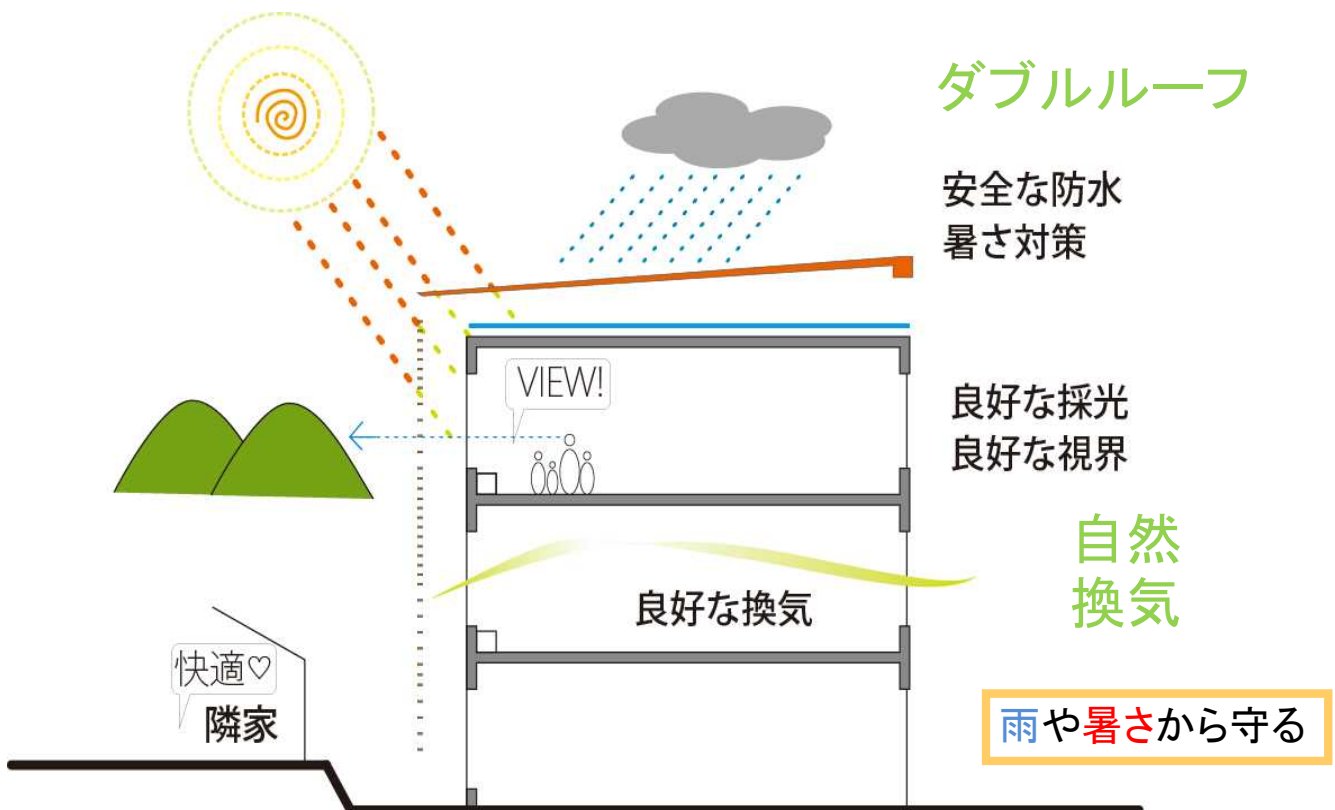 ダブルルーフ
安全な防水
暑さ対策
VIEW!
良好な採光
良好な視界
自然
換気
良好な換気
快適♡
隣家
雨や暑さから守る